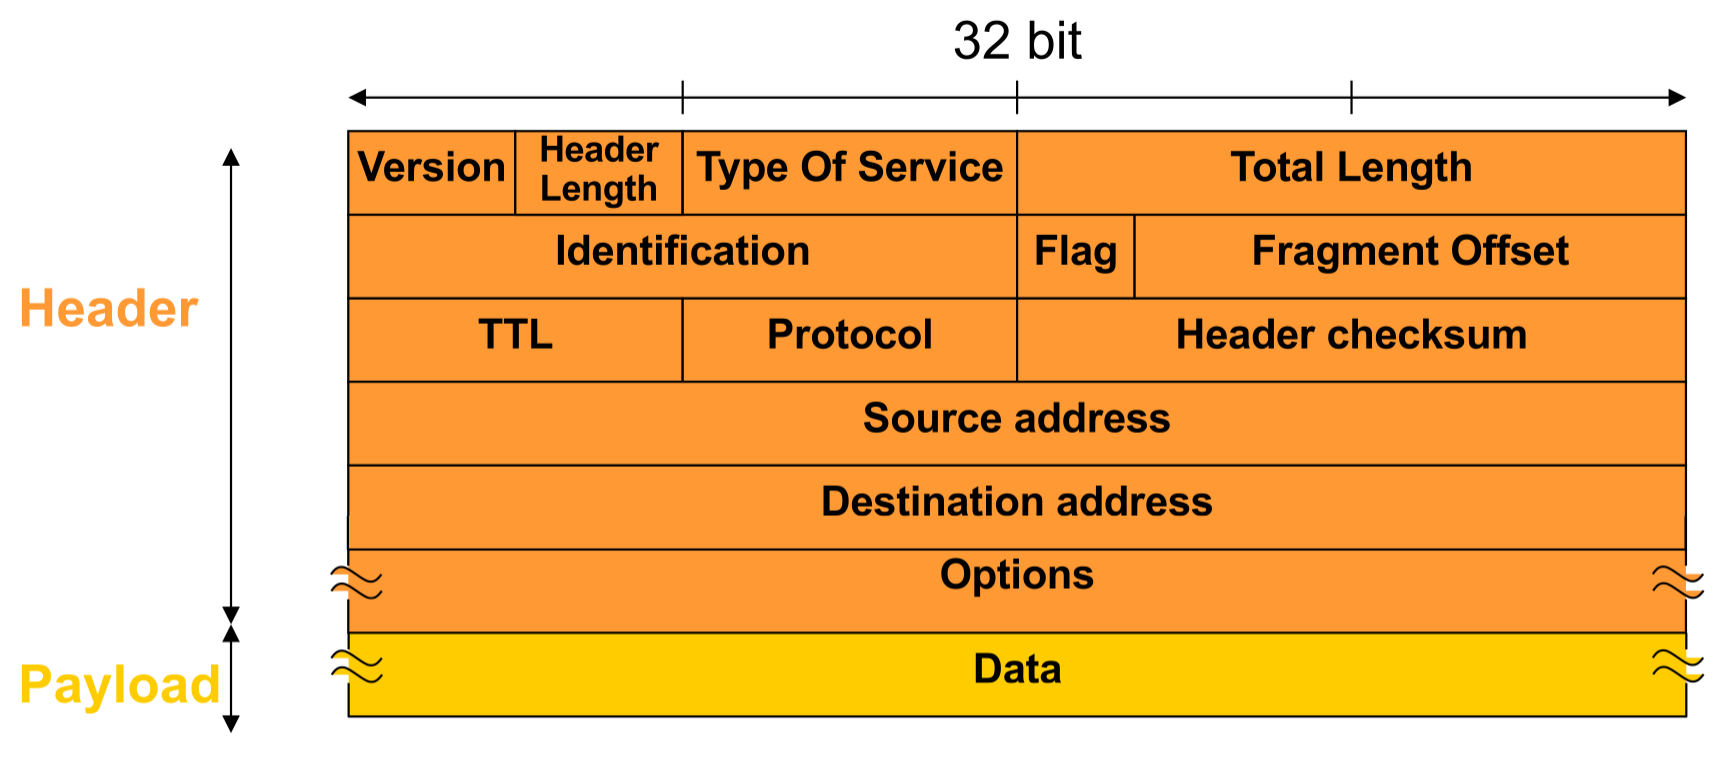 32 bit
Version
Header
Length
Type Of Service
Total Length
Identification
Flag
Fragment Offset
Header
TTL
Protocol
Header checksum
Source address
Destination address
Options
Payload
Data